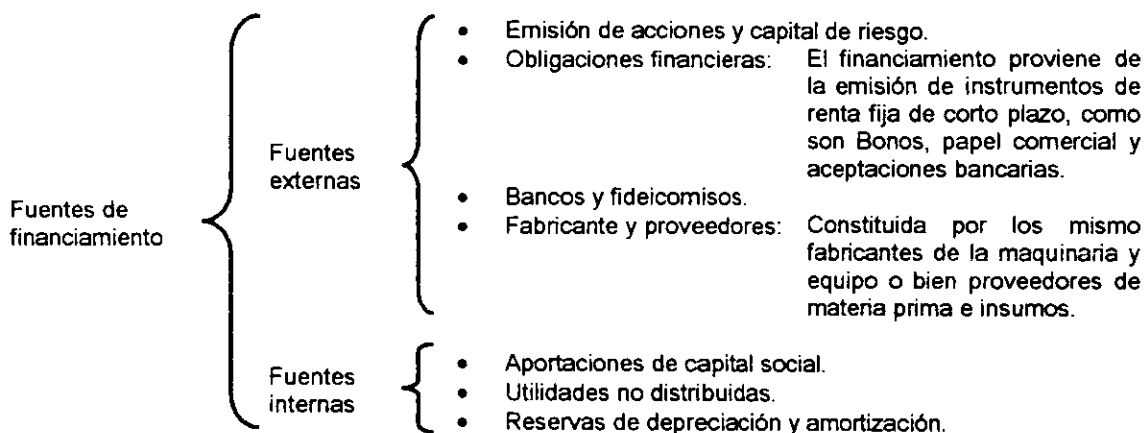 Fuentes de
financiamiento
Fuentes
externas
• Emisión de acciones y capital de riesgo.
• Obligaciones financieras: El financiamiento proviene de
la emisión de instrumentos de
renta fija de corto plazo, como
son Bonos, papel comercial y
aceptaciones bancarias.
• Bancos y fideicomisos.
• Fabricante y proveedores: Constituida por los mismo
fabricantes de la maquinaria y
equipo o bien proveedores de
materia prima e insumos.
Fuentes
internas
• Aportaciones de capital social.
• Utilidades no distribuidas.
• Reservas de depreciación y amortización.